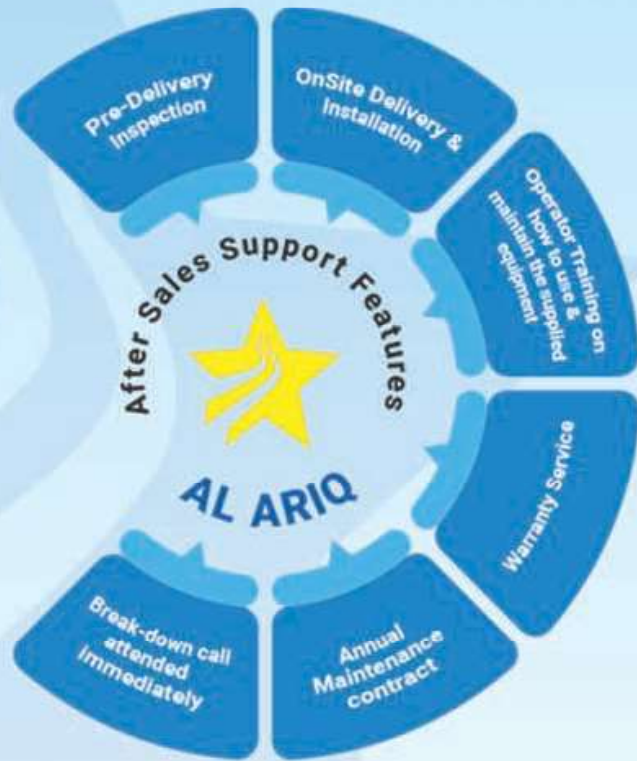 Pre-Delivery
Inspection
OnSite Delivery &
Installation
Operator Training on
how to use &
maintain the supplied
equipment
Warranty Service
Annual
Maintenance
contract
Break-down call
attended
immediately
After Sales Support Features
AL ARIQ